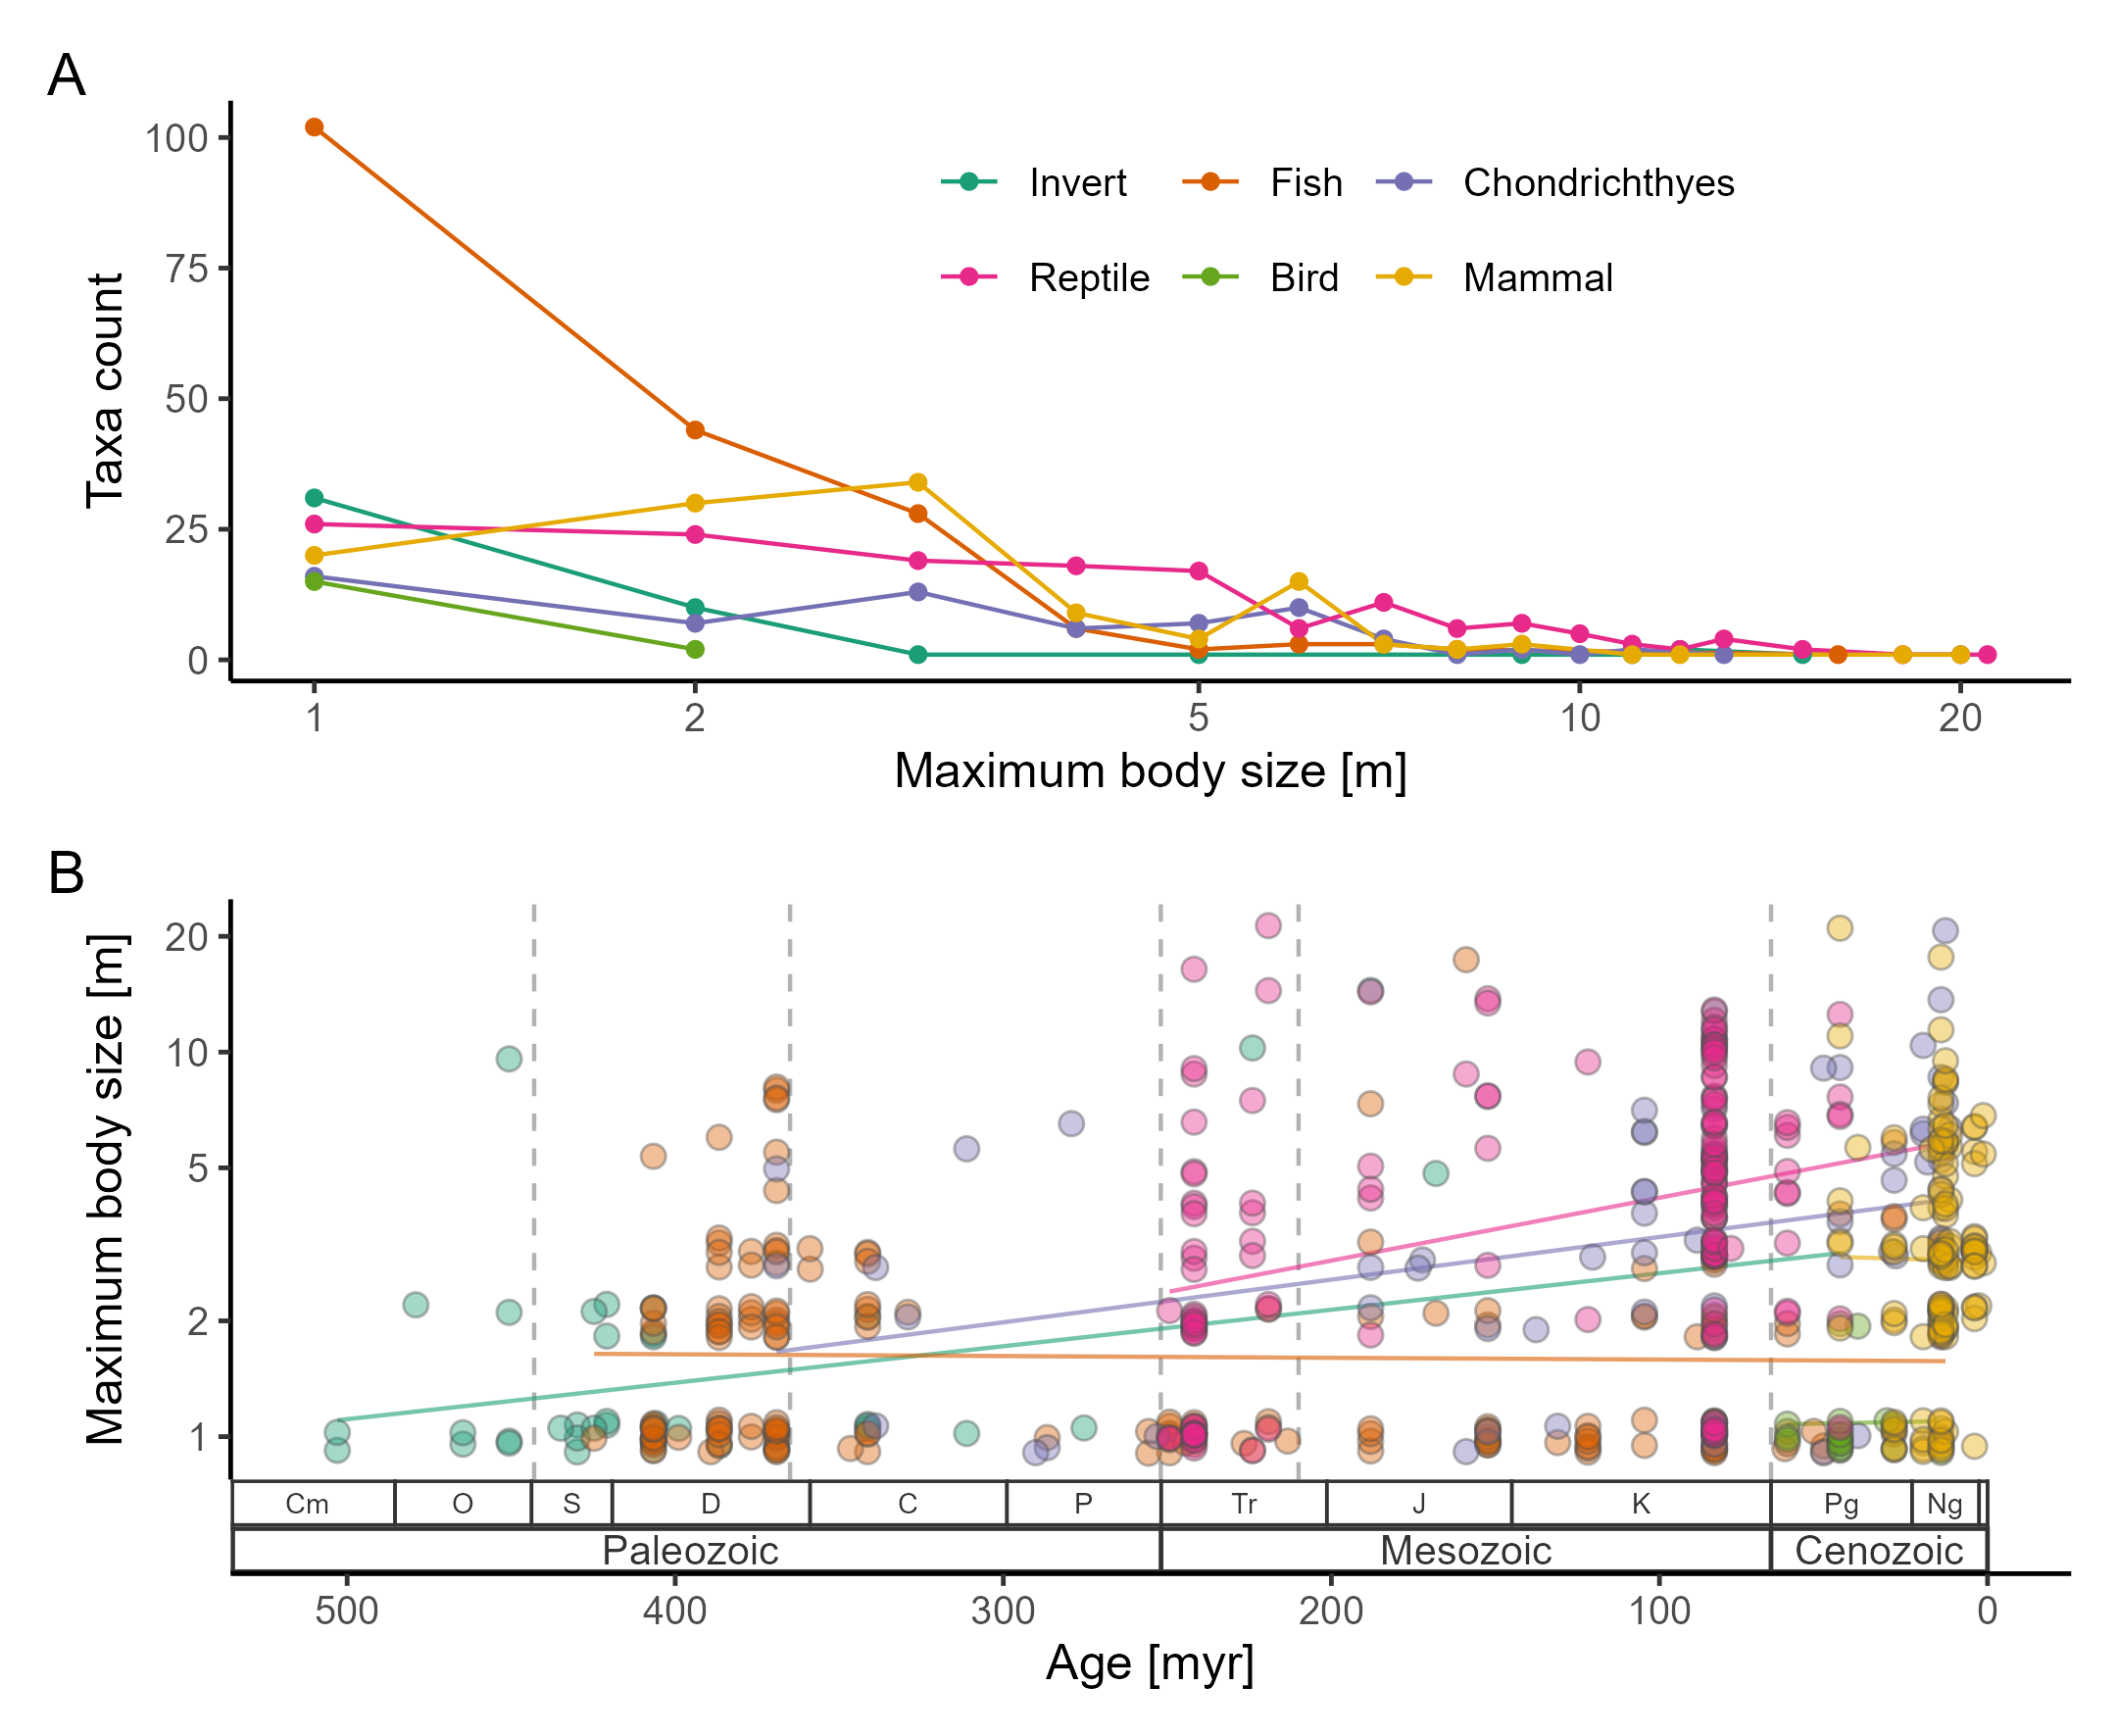 A
100
75
50
25
0
Taxa count
Invert Fish Chondrichthyes
Reptile Bird Mammal
1 2 5 10 20
Maximum body size [m]
B
20
10
5
2
1
Maximum body size [m]
Cm O S D C P Tr J K Pg Ng
Paleozoic Mesozoic Cenozoic
500 400 300 200 100 0
Age [myr]